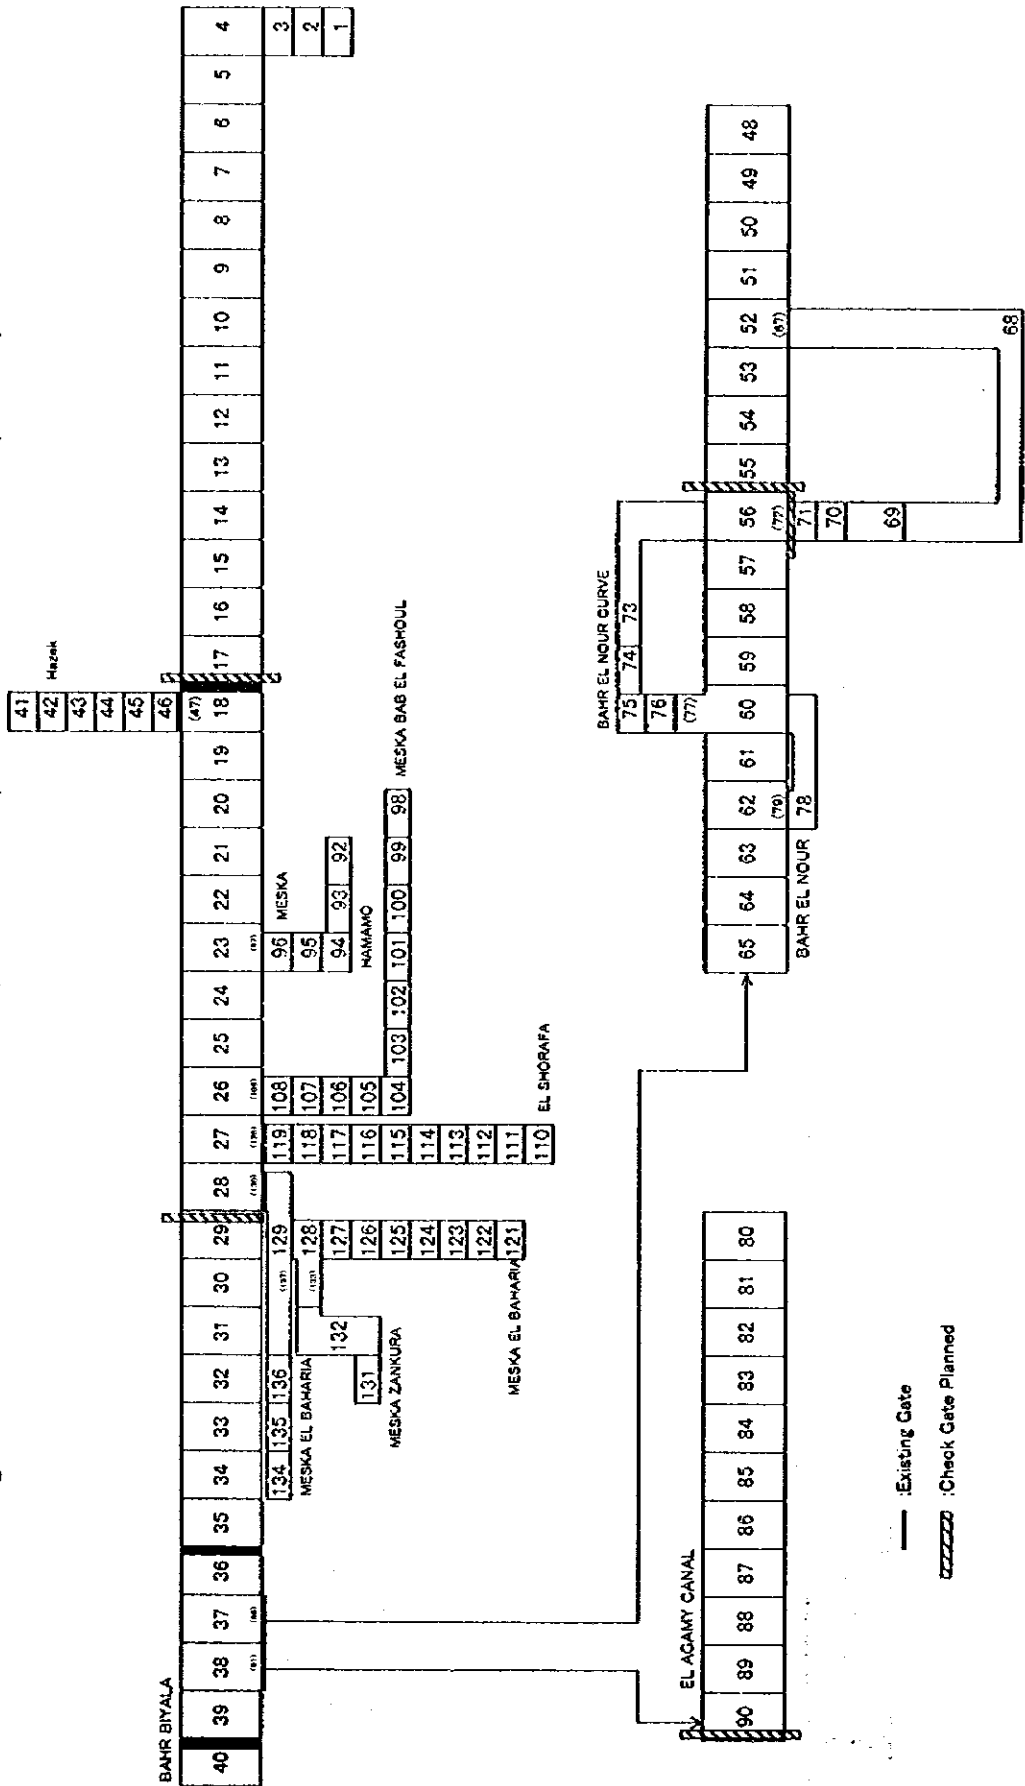 BAHR BIYALA
40 39 38 37 36 35 34 33 32 31 30 29 28 27 26 25 24 23 22 21 20 19 18 17 16 15 14 13 12 11 10 9 8 7 6 5 4
3
2
1
41
42
43
44
45
46
(47)
Hazek
96
95
94 93 92
MESKA
HAMAMO
108
107
106
105
104 103 102 101 100 99 98
MESKA BAB EL FASHOUL
119
118
117
116
115
114
113
112
111
110
EL SHORAFA
134 135 136
129
MESKA EL BAHARIA
128
127
126
125
124
123
122
121
MESKA EL BAHARIA
131 132
MESKA ZANKURA
65 64 63 62 61 60 59 58 57 56 55 54 53 52 51 50 49 48
(79)
(77)
(67)
BAHR EL NOUR
78
BAHR EL NOUR CURVE
75 74 73
76
(77)
71
70
69
68
EL AGAMY CANAL
90 89 88 87 86 85 84 83 82 81 80
:Existing Gate
:Check Gate Planned